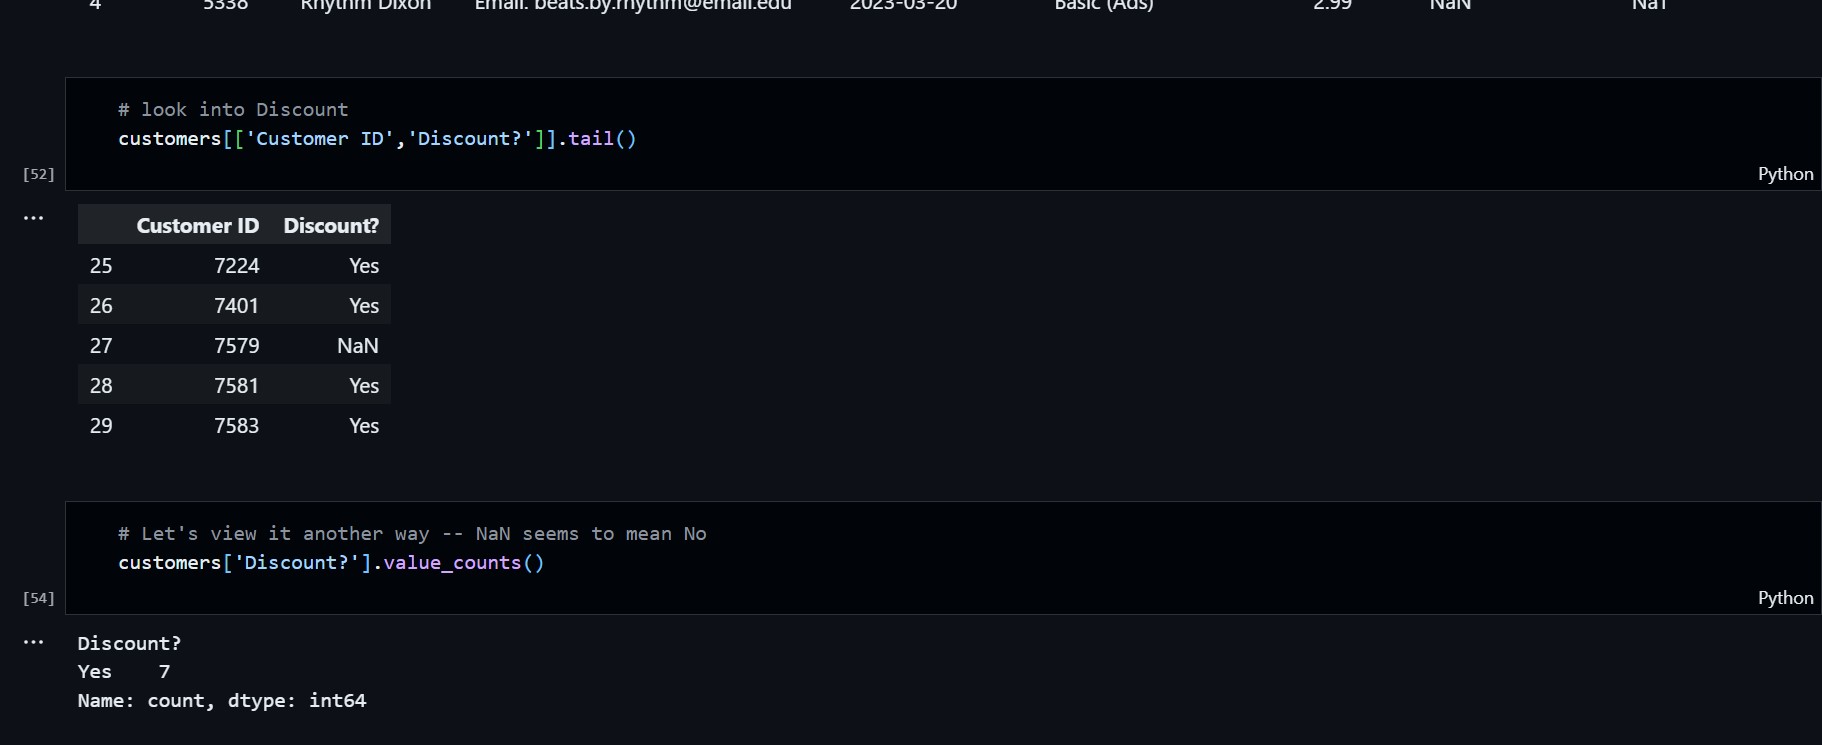 4 5338 Rhythm Dixon Email: beats.by.rhythm@email.edu 2023-03-20 Basic (Ads) 2.99 NaN NaT
# look into Discount
customers[['Customer ID','Discount?']].tail()
[52]
Python
...
Customer ID Discount?
25 7224 Yes
26 7401 Yes
27 7579 NaN
28 7581 Yes
29 7583 Yes
# Let's view it another way -- NaN seems to mean No
customers['Discount?'].value_counts()
[54]
Python
...
Discount?
Yes 7
Name: count, dtype: int64